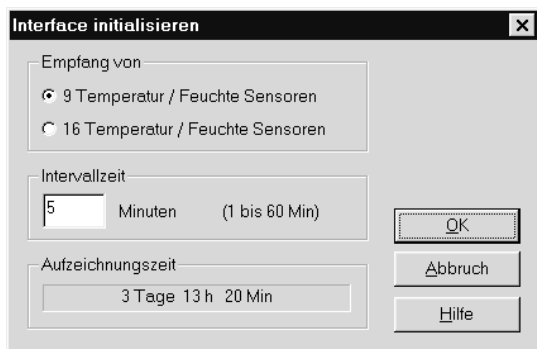 Interface initialisieren
Empfang von
9 Temperatur / Feuchte Sensoren
16 Temperatur / Feuchte Sensoren
Intervallzeit
5 Minuten (1 bis 60 Min)
Aufzeichnungszeit
3 Tage 13 h 20 Min
OK
Abbruch
Hilfe